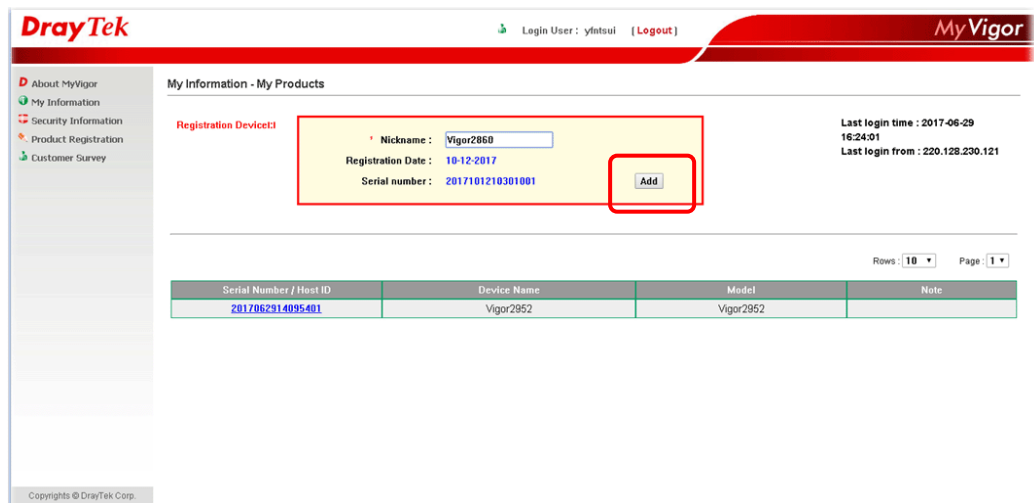 DrayTek
Login User : yfntsui [Logout]
MyVigor
About MyVigor
My Information
Security Information
Product Registration
Customer Survey
My Information - My Products
Registration Device!:!
* Nickname : Vigor2860
Registration Date : 10-12-2017
Serial number : 2017101210301001
Add
Last login time : 2017-06-29
16:24:01
Last login from : 220.128.230.121
Rows : 10 Page : 1
Serial Number / Host ID Device Name Model Note
2017062914095401 Vigor2952 Vigor2952
Copyrights © DrayTek Corp.